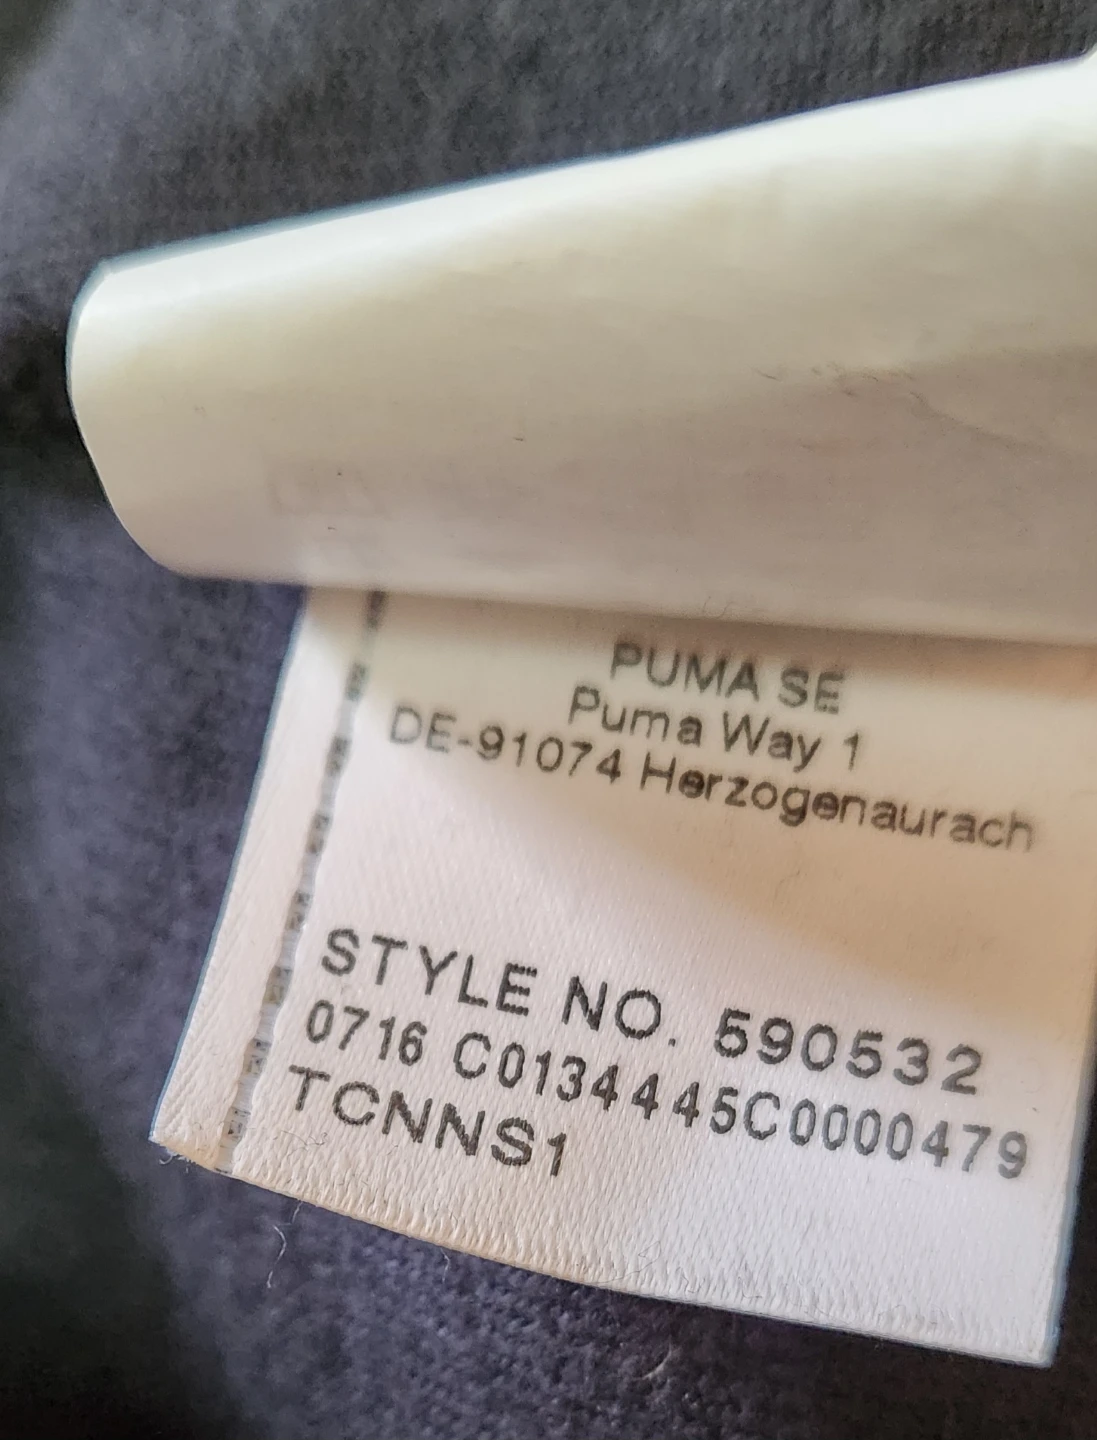 PUMA SE
Puma Way 1
DE-91074 Herzogenaurach
STYLE NO. 590532
0716 C0134445C0000479
TCNNS1